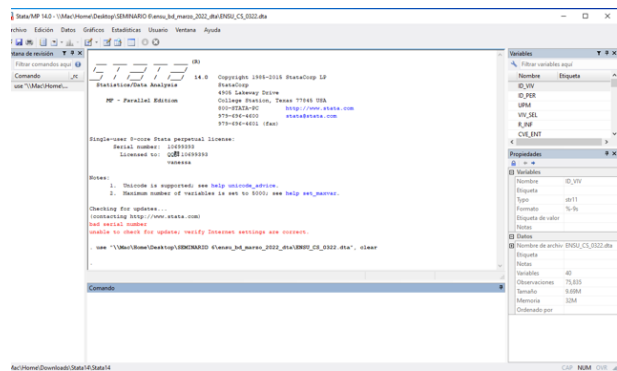 Stata/MP 14.0 - \\Mac\Home\Desktop\SEMINARIO 6\ensu_bd_marzo_2022_dta\ENSU_CS_0322.dta
Archivo Edición Datos Gráficos Estadísticas Usuario Ventana Ayuda
Ventana de revisión
Filtrar comandos aquí
Comando _rc
use "\\Mac\Home\...
(R)
14.0 Copyright 1985-2015 StataCorp LP
Statistics/Data Analysis StataCorp
4905 Lakeway Drive
MP - Parallel Edition College Station, Texas 77845 USA
800-STATA-PC http://www.stata.com
979-696-4600 stata@stata.com
979-696-4601 (fax)
Single-user 8-core Stata perpetual license:
Serial number: 10699393
Licensed to:
vanessa
Notes:
1. Unicode is supported; see help unicode_advice.
2. Maximum number of variables is set to 5000; see help set_maxvar.
Checking for updates...
(contacting http://www.stata.com)
bad serial number
unable to check for update; verify Internet settings are correct.
. use "\\Mac\Home\Desktop\SEMINARIO 6\ensu_bd_marzo_2022_dta\ENSU_CS_0322.dta", clear
.
Comando
\\Mac\Home\Downloads\Stata14\Stata14
Variables
Filtrar variables aquí
Nombre Etiqueta
ID_VIV
ID_PER
UPM
VIV_SEL
R_INF
CVE_ENT
Propiedades
Variables
Nombre ID_VIV
Etiqueta
Tipo str11
Formato %-9s
Etiqueta de valor
Notas
Datos
Nombre de archiv ENSU_CS_0322.dta
Etiqueta
Notas
Variables 40
Observaciones 75,835
Tamaño 9.69M
Memoria 32M
Ordenado por
CAP NUM OVR